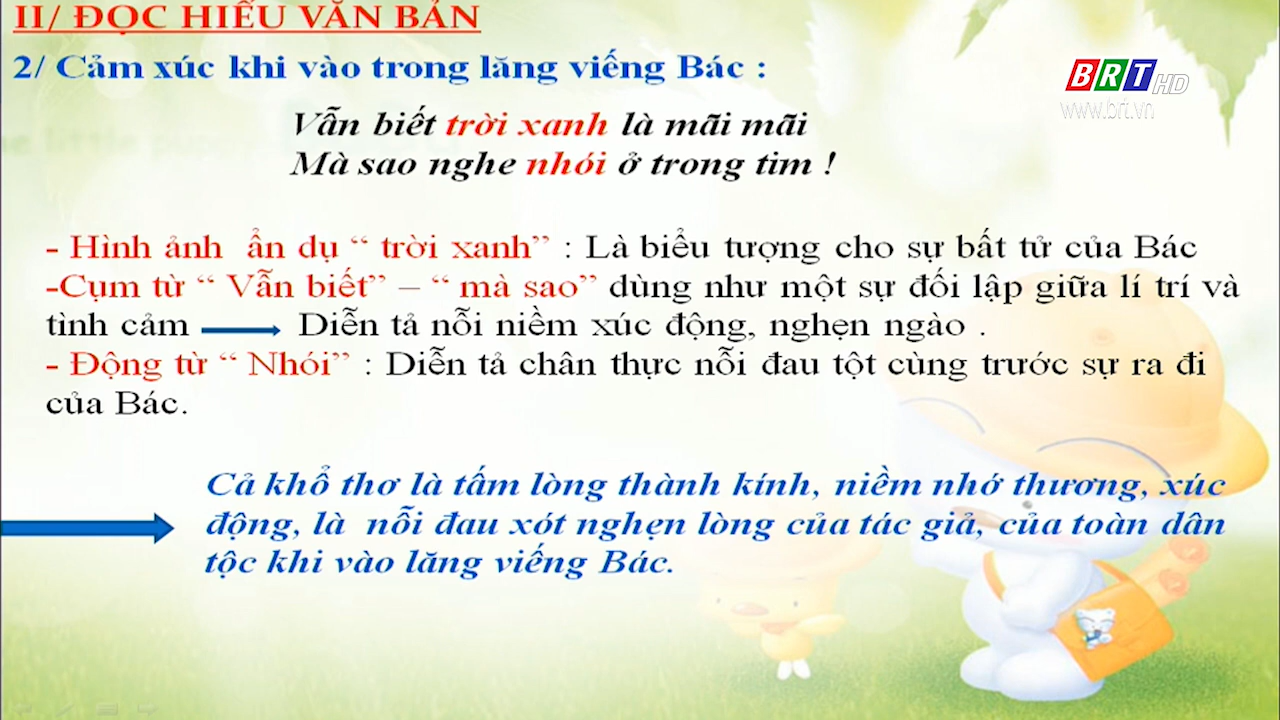 II/ ĐỌC HIỂU VĂN BẢN
BRT HD
www.brt.vn
2/ Cảm xúc khi vào trong lăng viếng Bác :
Vẫn biết trời xanh là mãi mãi
Mà sao nghe nhói ở trong tim !
- Hình ảnh ẩn dụ “ trời xanh” : Là biểu tượng cho sự bất tử của Bác
-Cụm từ “ Vẫn biết” – “ mà sao” dùng như một sự đối lập giữa lí trí và
tình cảm Diễn tả nỗi niềm xúc động, nghẹn ngào .
- Động từ “ Nhói” : Diễn tả chân thực nỗi đau tột cùng trước sự ra đi
của Bác.
Cả khổ thơ là tấm lòng thành kính, niềm nhớ thương, xúc
động, là nỗi đau xót nghẹn lòng của tác giả, của toàn dân
tộc khi vào lăng viếng Bác.